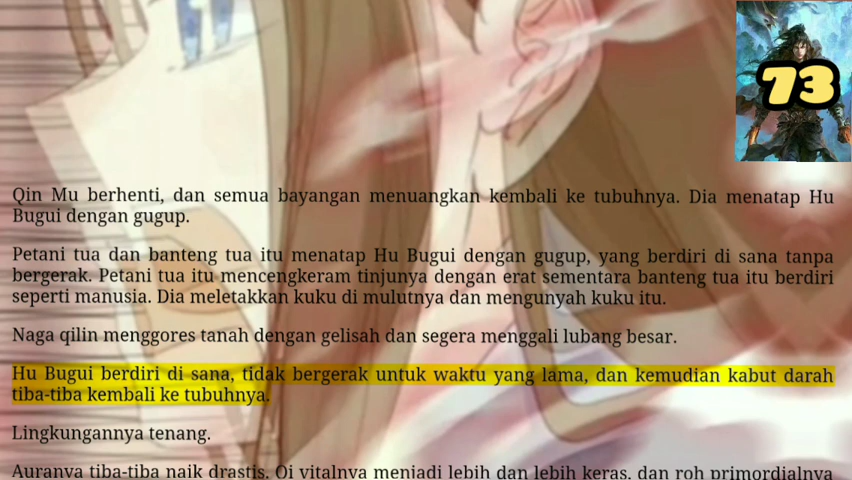 73
Qin Mu berhenti, dan semua bayangan menuangkan kembali ke tubuhnya. Dia menatap Hu
Bugui dengan gugup.
Petani tua dan banteng tua itu menatap Hu Bugui dengan gugup, yang berdiri di sana tanpa
bergerak. Petani tua itu mencengkeram tinjunya dengan erat sementara banteng tua itu berdiri
seperti manusia. Dia meletakkan kuku di mulutnya dan mengunyah kuku itu.
Naga qilin menggores tanah dengan gelisah dan segera menggali lubang besar.
Hu Bugui berdiri di sana, tidak bergerak untuk waktu yang lama, dan kemudian kabut darah
tiba-tiba kembali ke tubuhnya.
Lingkungannya tenang.
Auranya tiba-tiba naik drastis. Qi vitalnya menjadi lebih dan lebih keras, dan roh primordialnya